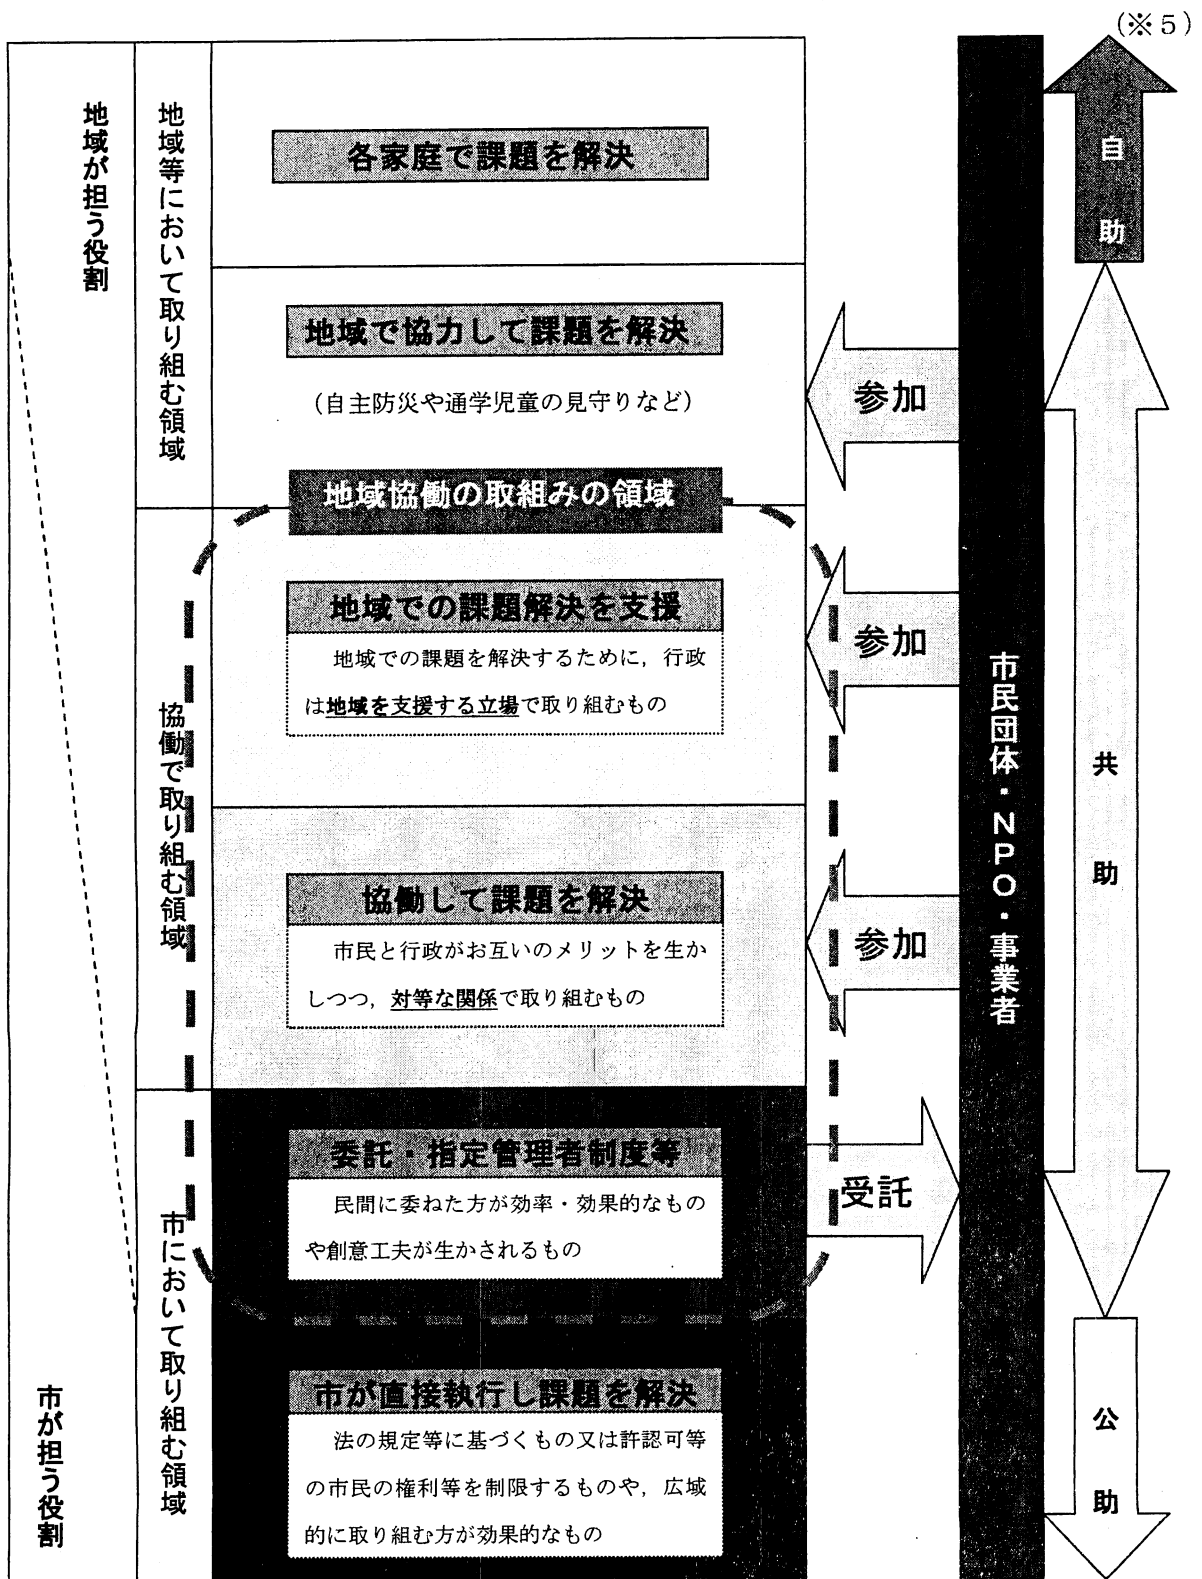 (※5)
地域が担う役割
市が担う役割
地域等において取り組む領域
協働で取り組む領域
市において取り組む領域
各家庭で課題を解決
地域で協力して課題を解決
（自主防災や通学児童の見守りなど）
地域協働の取組みの領域
地域での課題解決を支援
地域での課題を解決するために，行政
は地域を支援する立場で取り組むもの
協働して課題を解決
市民と行政がお互いのメリットを生か
しつつ，対等な関係で取り組むもの
委託・指定管理者制度等
民間に委ねた方が効率・効果的なもの
や創意工夫が生かされるもの
市が直接執行し課題を解決
法の規定等に基づくもの又は許認可等
の市民の権利等を制限するものや，広域
的に取り組む方が効果的なもの
参加
参加
参加
受託
市民団体・ＮＰＯ・事業者
自助
共助
公助